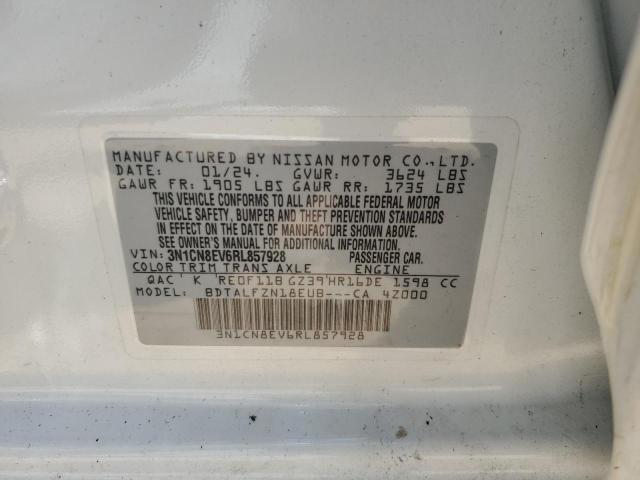 MANUFACTURED BY NISSAN MOTOR CO.,LTD.
DATE: 01/24. GVWR: 3624 LBS
GAWR FR: 1905 LBS GAWR RR: 1735 LBS
THIS VEHICLE CONFORMS TO ALL APPLICABLE FEDERAL MOTOR
VEHICLE SAFETY, BUMPER AND THEFT PREVENTION STANDARDS
IN EFFECT ON THE DATE OF MANUFACTURE SHOWN ABOVE.
SEE OWNER'S MANUAL FOR ADDITIONAL INFORMATION
VIN: 3N1CN8EV6RL857928 PASSENGER CAR.
COLOR TRIM TRANS AXLE ENGINE
QAC' K 'RE0F11B GZ39'HR16DE 1598 CC
MODEL: BDTALFZN18EUB---CA 4Z000
3N1CN8EV6RL857928